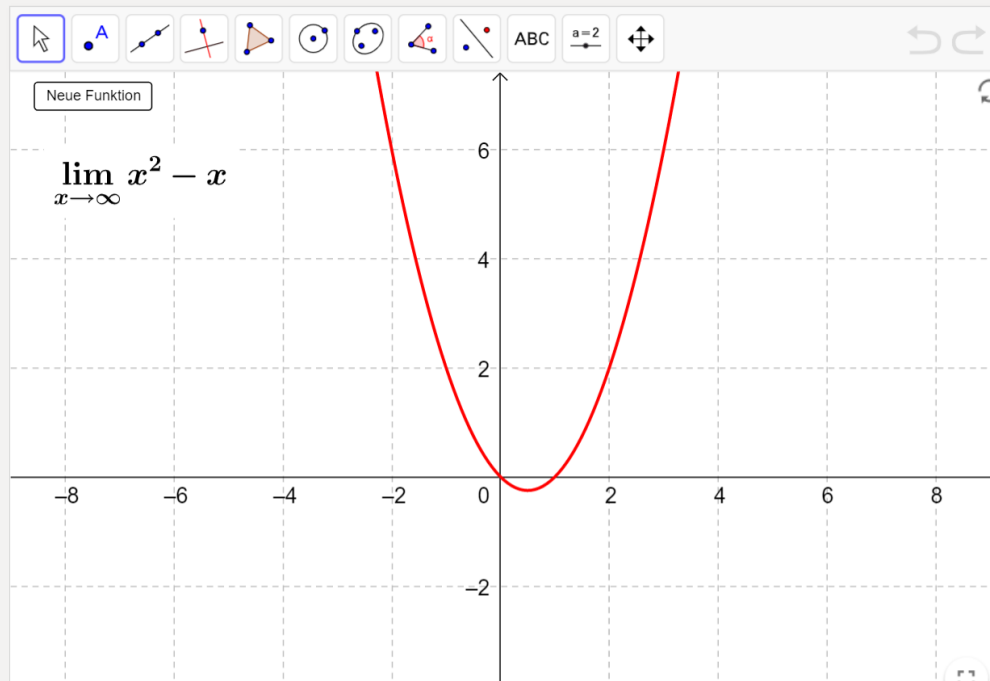 A α ABC a=2
Neue Funktion
lim x² − x
x→∞
6
4
2
−8 −6 −4 −2 0 2 4 6 8
−2